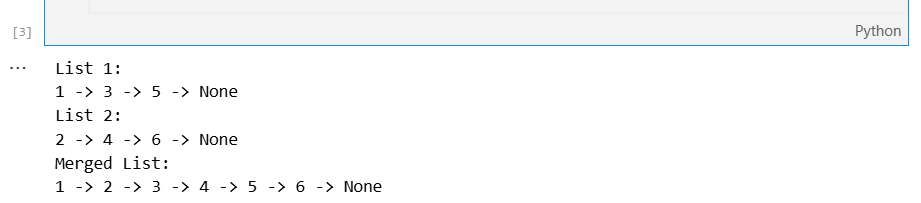 [3]
Python
...
List 1:
1 -> 3 -> 5 -> None
List 2:
2 -> 4 -> 6 -> None
Merged List:
1 -> 2 -> 3 -> 4 -> 5 -> 6 -> None